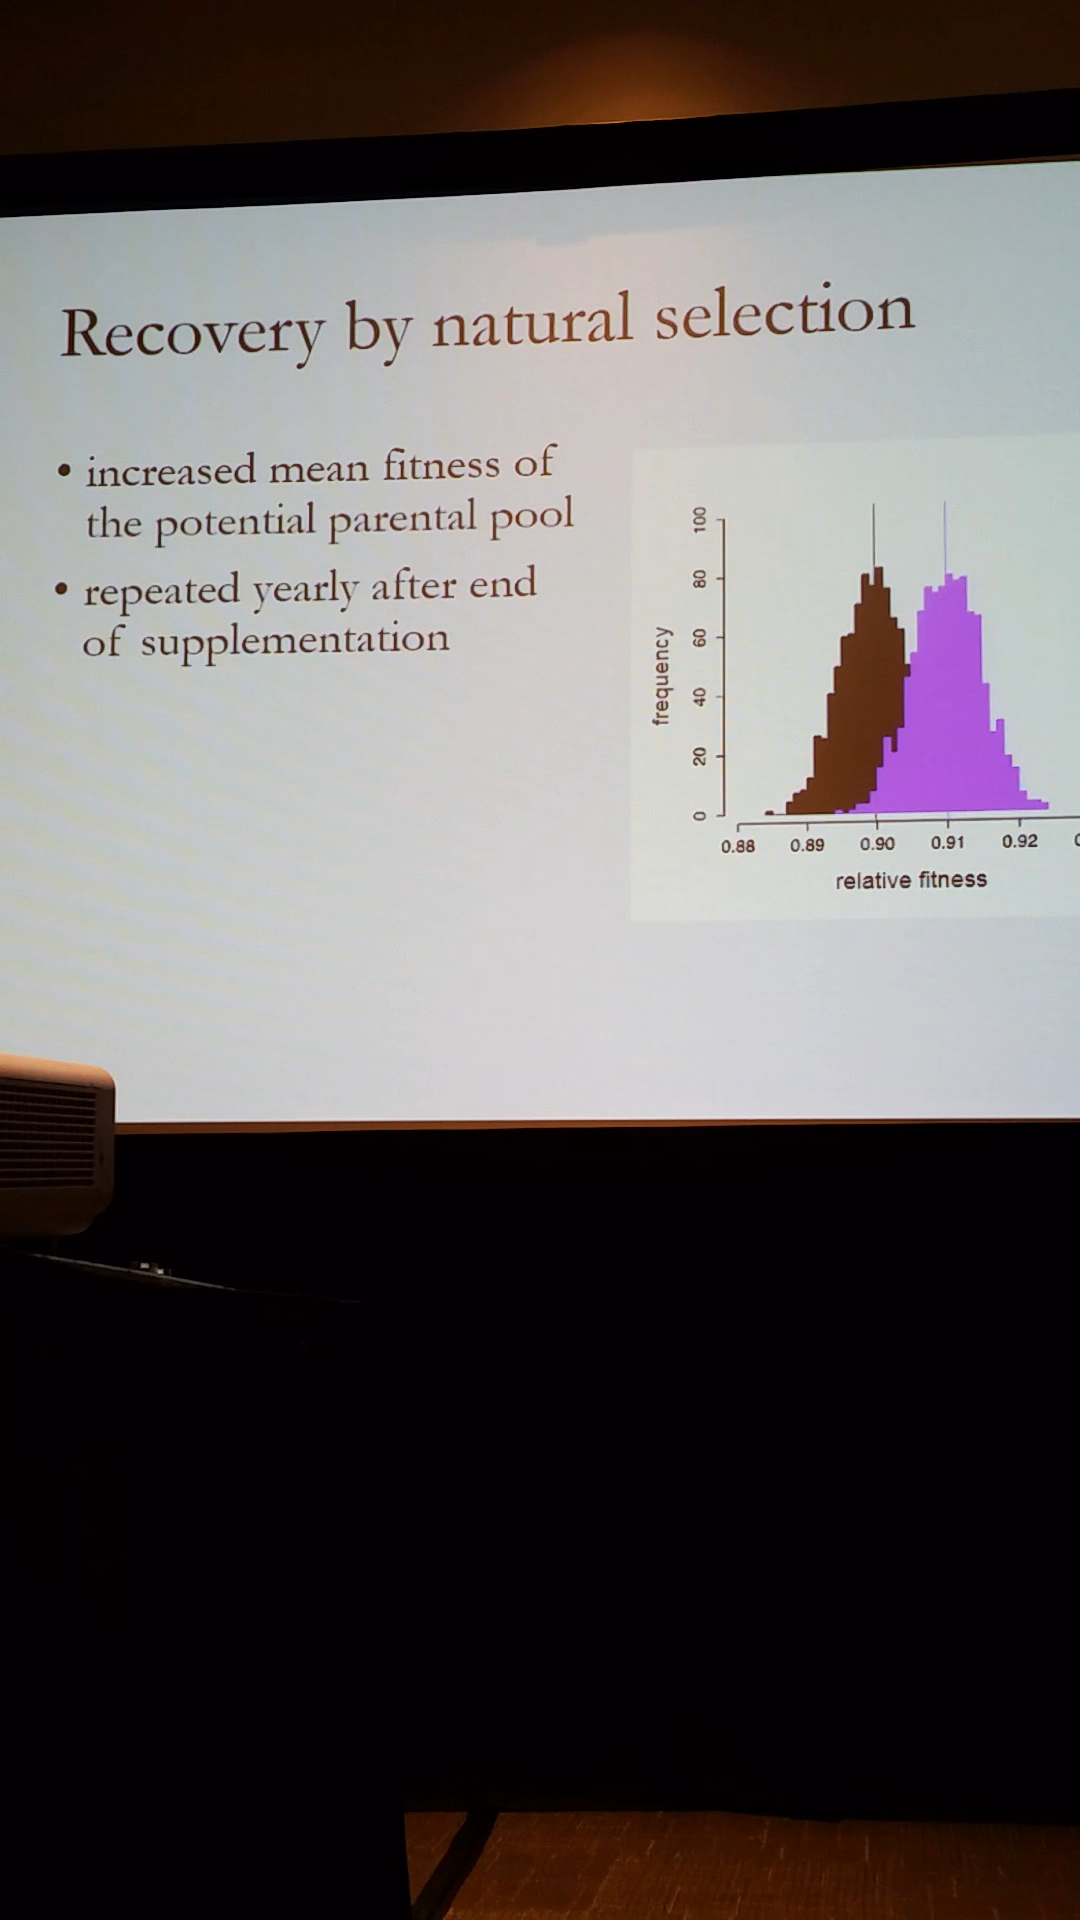 Recovery by natural selection
• increased mean fitness of
the potential parental pool
• repeated yearly after end
of supplementation
frequency
100
80
60
40
20
0
0.88 0.89 0.90 0.91 0.92
relative fitness